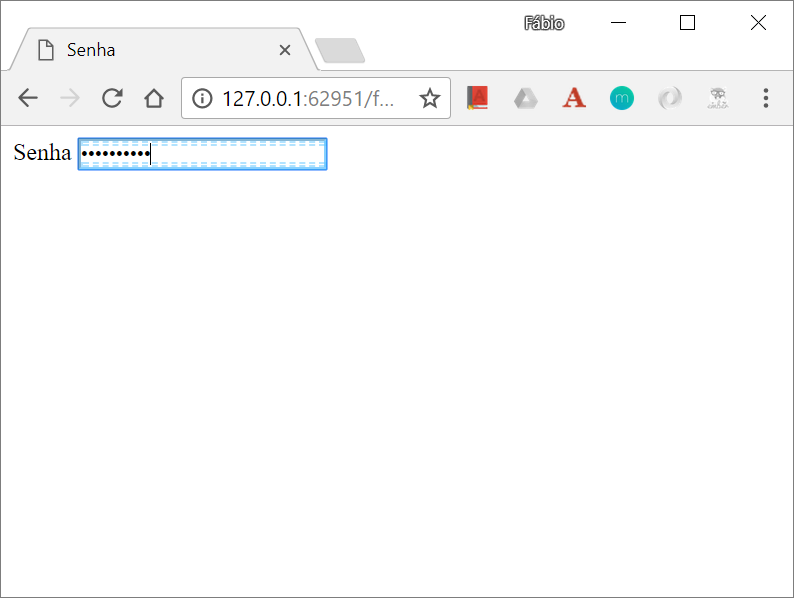 Fábio
Senha
127.0.0.1:62951/f...
Senha ••••••••••